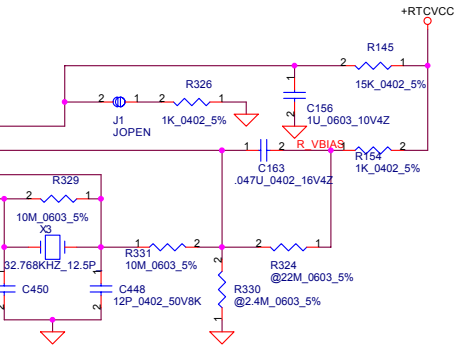 +RTCVCC
R145
2 1
15K_0402_5%
R326
2 1 2 1
J1
JOPEN
1K_0402_5%
1
2
C156
1U_0603_10V4Z
R_VBIAS
1 2
C163
.047U_0402_16V4Z
1 2
R154
1K_0402_5%
R329
2 1
10M_0603_5%
X3
32.768KHZ_12.5P
R331
1 2
10M_0603_5%
R324
2 1
@22M_0603_5%
C450
1
2
C448
12P_0402_50V8K
2
1
R330
@2.4M_0603_5%